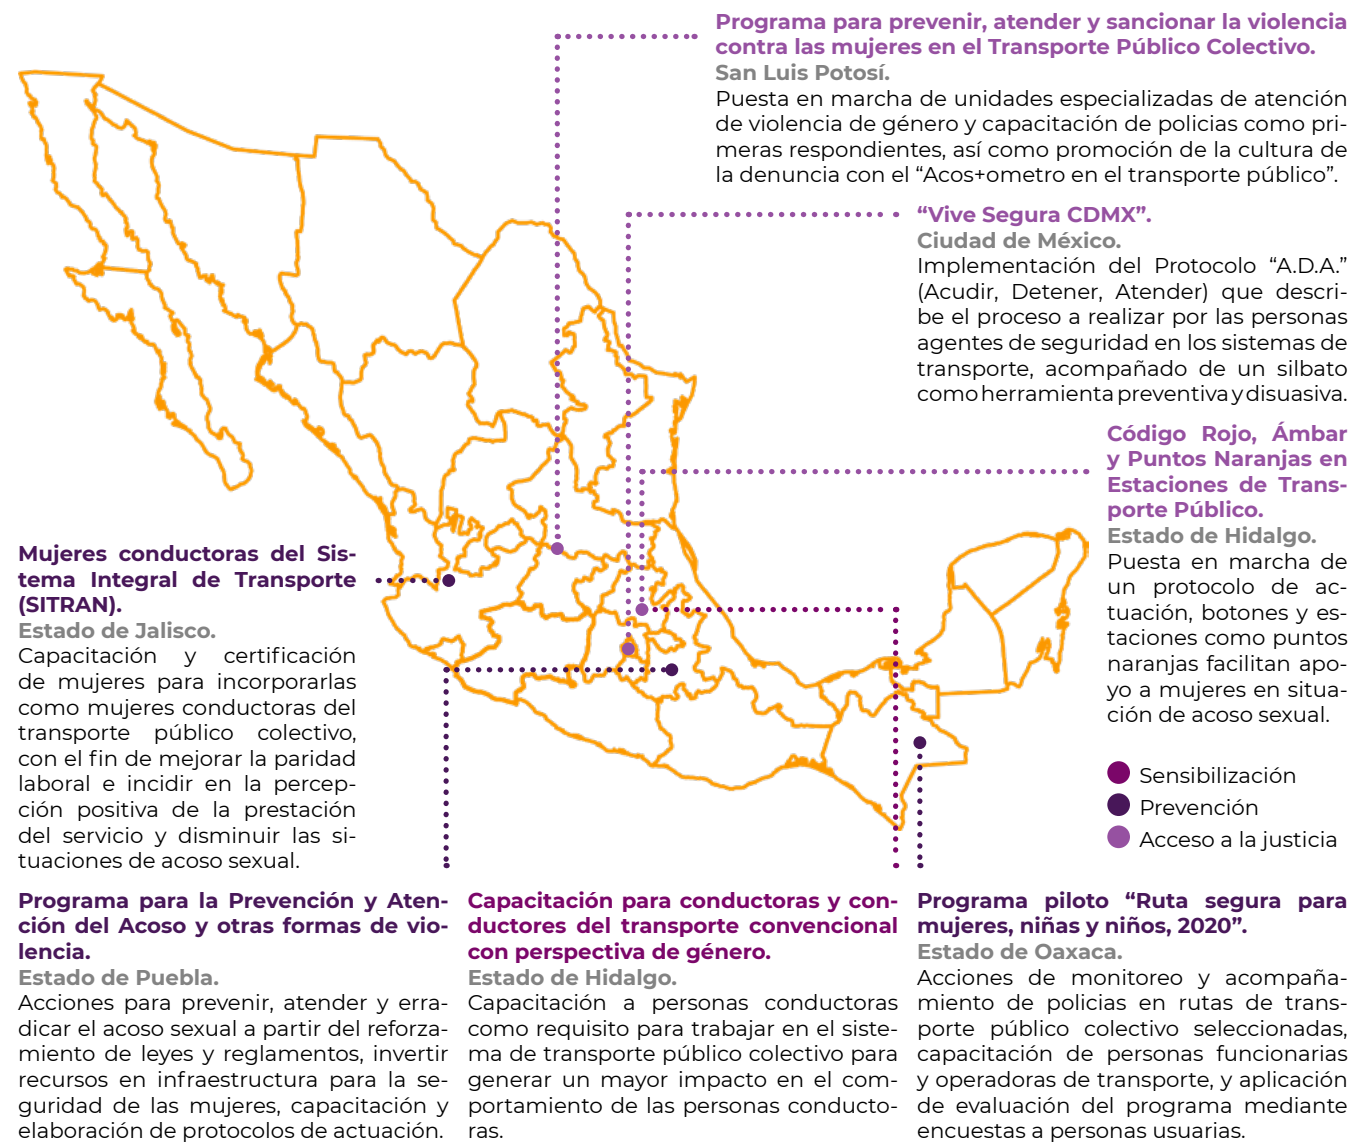 Programa para prevenir, atender y sancionar la violencia
contra las mujeres en el Transporte Público Colectivo.
San Luis Potosí.
Puesta en marcha de unidades especializadas de atención
de violencia de género y capacitación de policias como pri-
meras respondientes, así como promoción de la cultura de
la denuncia con el “Acos+ometro en el transporte público”.
“Vive Segura CDMX”.
Ciudad de México.
Implementación del Protocolo “A.D.A.”
(Acudir, Detener, Atender) que descri-
be el proceso a realizar por las personas
agentes de seguridad en los sistemas de
transporte, acompañado de un silbato
como herramienta preventiva y disuasiva.
Código Rojo, Ámbar
y Puntos Naranjas en
Estaciones de Trans-
porte Público.
Estado de Hidalgo.
Puesta en marcha de
un protocolo de ac-
tuación, botones y es-
taciones como puntos
naranjas facilitan apo-
yo a mujeres en situa-
ción de acoso sexual.
Mujeres conductoras del Sis-
tema Integral de Transporte
(SITRAN).
Estado de Jalisco.
Capacitación y certificación
de mujeres para incorporarlas
como mujeres conductoras del
transporte público colectivo,
con el fin de mejorar la paridad
laboral e incidir en la percep-
ción positiva de la prestación
del servicio y disminuir las si-
tuaciones de acoso sexual.
Sensibilización
Prevención
Acceso a la justicia
Programa para la Prevención y Aten-
ción del Acoso y otras formas de vio-
lencia.
Estado de Puebla.
Acciones para prevenir, atender y erra-
dicar el acoso sexual a partir del reforza-
miento de leyes y reglamentos, invertir
recursos en infraestructura para la se-
guridad de las mujeres, capacitación y
elaboración de protocolos de actuación.
Capacitación para conductoras y con-
ductores del transporte convencional
con perspectiva de género.
Estado de Hidalgo.
Capacitación a personas conductoras
como requisito para trabajar en el siste-
ma de transporte público colectivo para
generar un mayor impacto en el com-
portamiento de las personas conducto-
ras.
Programa piloto “Ruta segura para
mujeres, niñas y niños, 2020”.
Estado de Oaxaca.
Acciones de monitoreo y acompaña-
miento de policias en rutas de trans-
porte público colectivo seleccionadas,
capacitación de personas funcionarias
y operadoras de transporte, y aplicación
de evaluación del programa mediante
encuestas a personas usuarias.